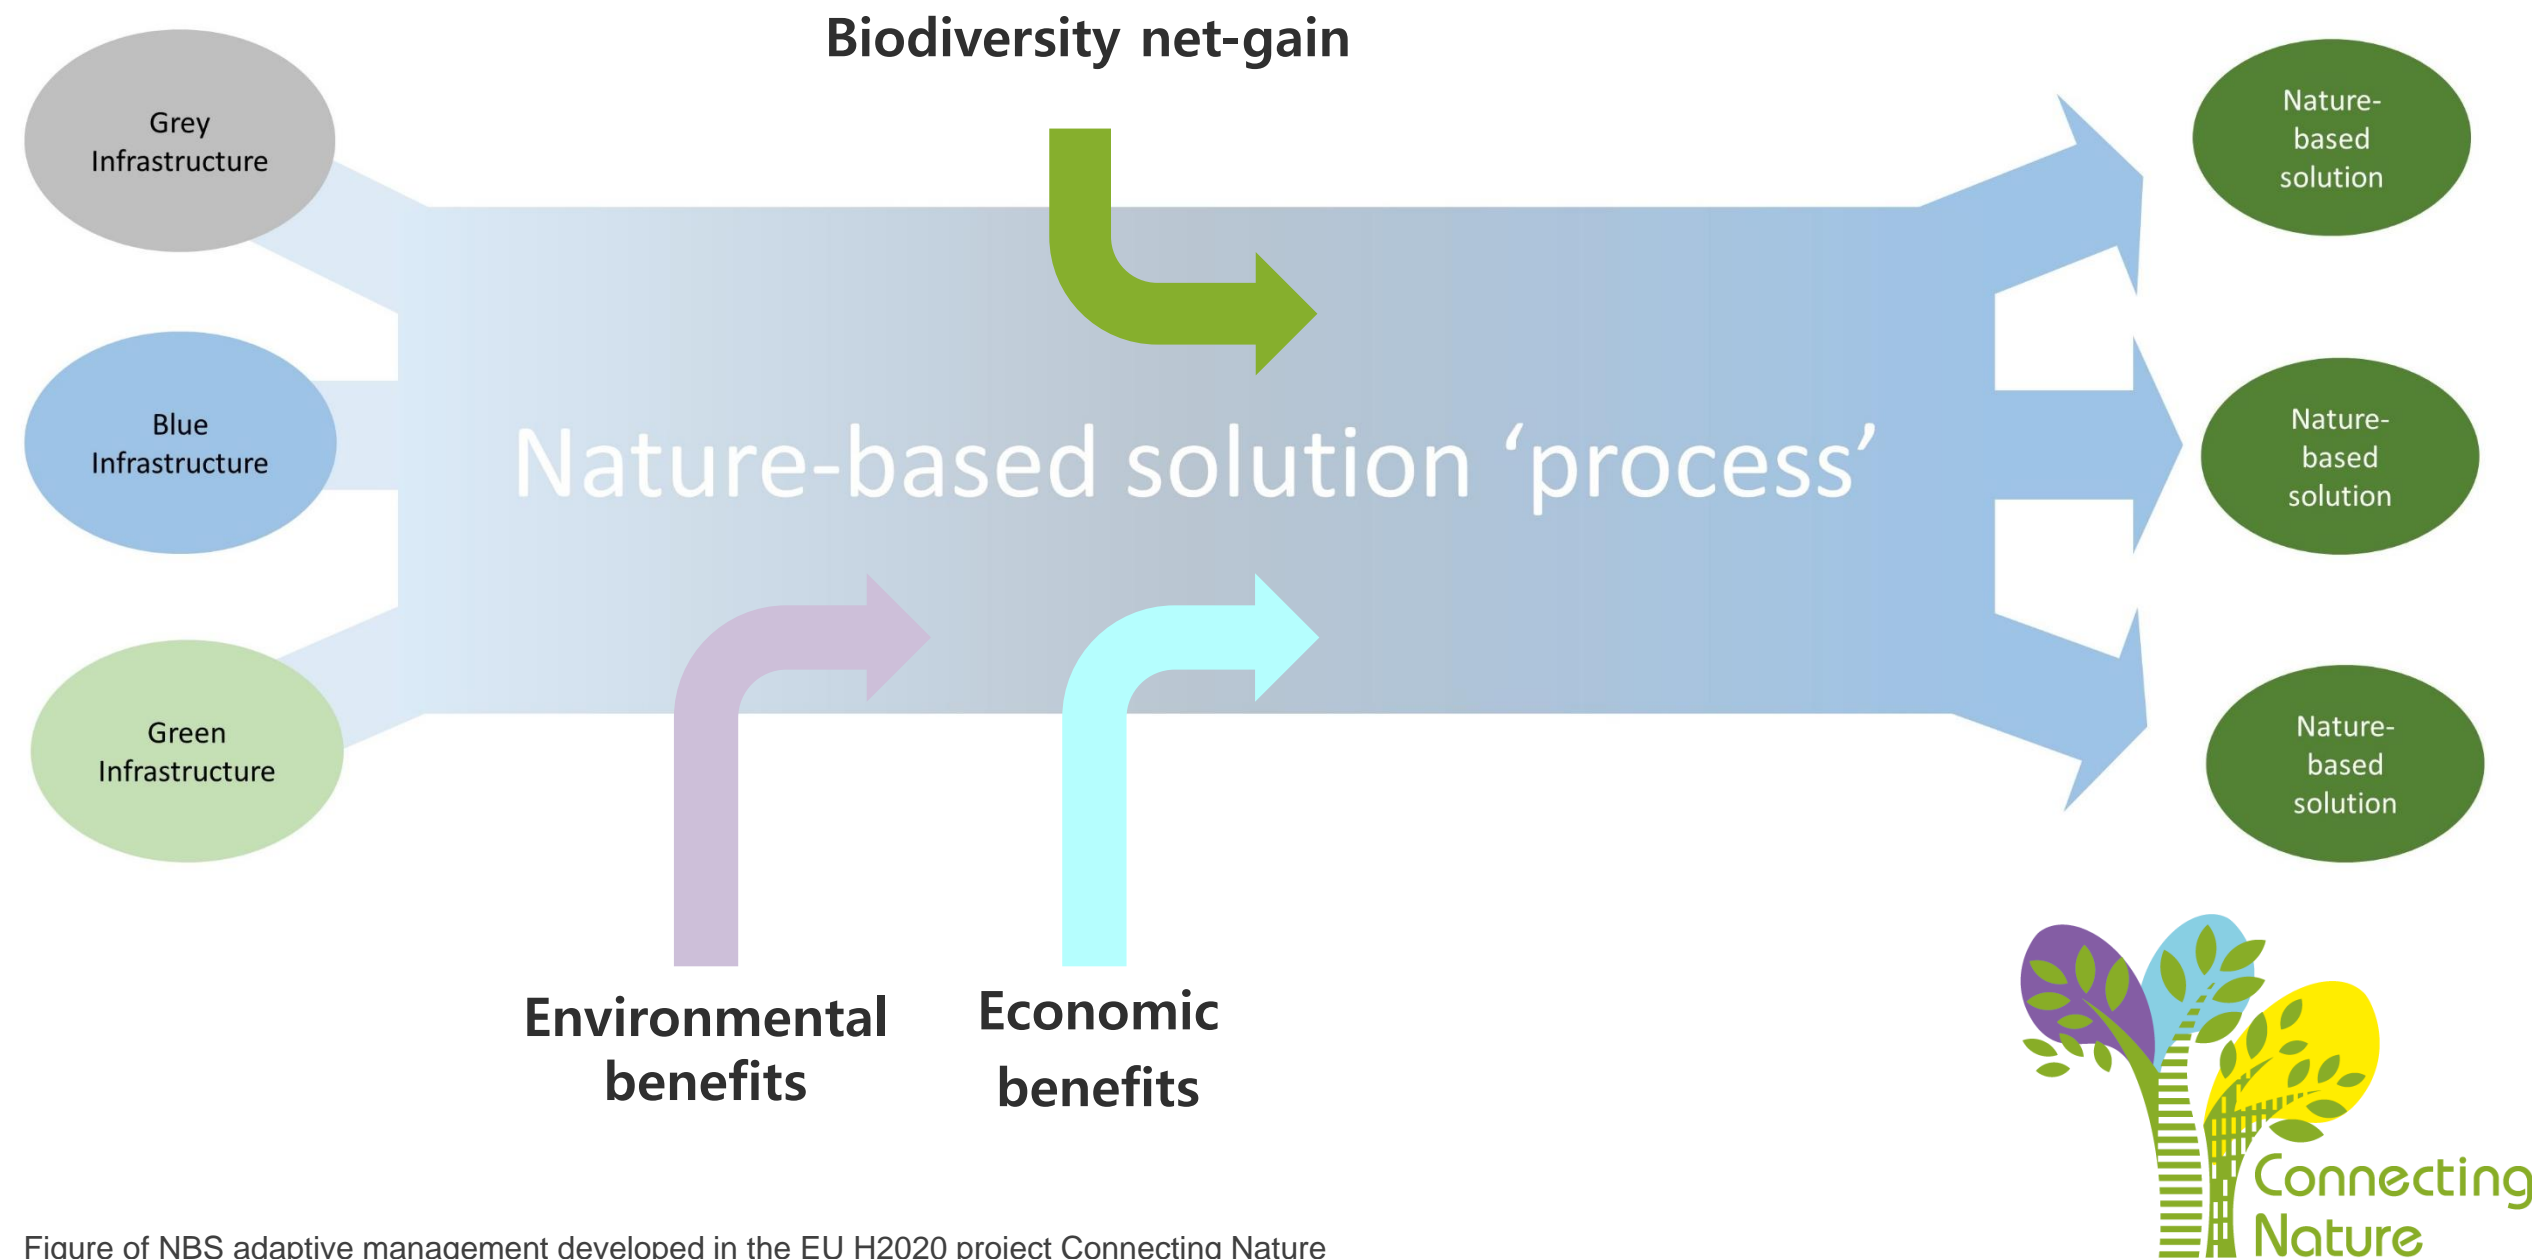 Biodiversity net-gain
Grey
Infrastructure
Blue
Infrastructure
Green
Infrastructure
Nature-based solution ‘process’
Nature-
based
solution
Nature-
based
solution
Nature-
based
solution
Environmental
benefits
Economic
benefits
Connecting
Nature
Figure of NBS adaptive management developed in the EU H2020 project Connecting Nature